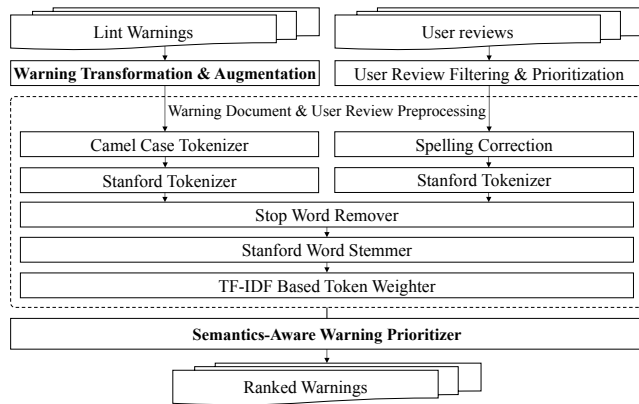 Lint Warnings
User reviews
Warning Transformation & Augmentation
User Review Filtering & Prioritization
Warning Document & User Review Preprocessing
Camel Case Tokenizer
Spelling Correction
Stanford Tokenizer
Stanford Tokenizer
Stop Word Remover
Stanford Word Stemmer
TF-IDF Based Token Weighter
Semantics-Aware Warning Prioritizer
Ranked Warnings